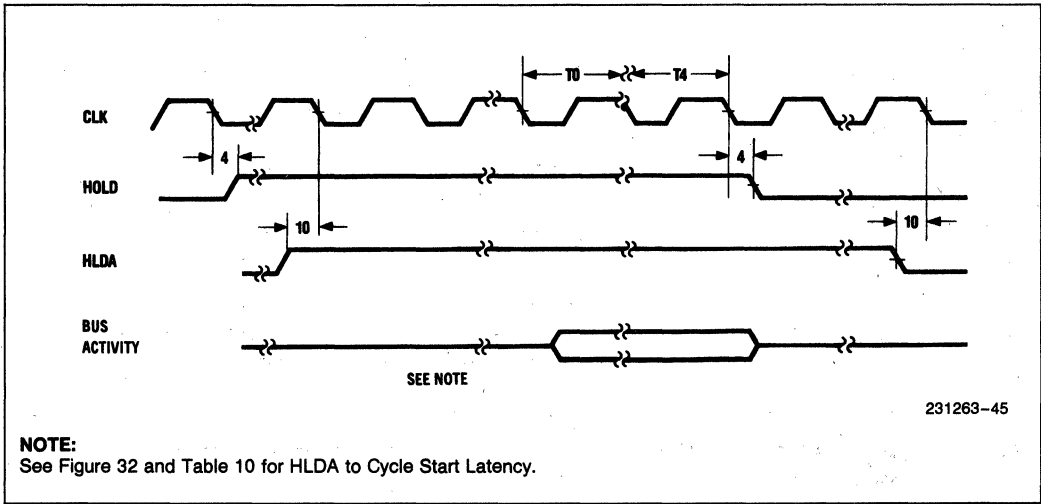 T0 T4
CLK
4 4
HOLD
10 10
HLDA
BUS
ACTIVITY
SEE NOTE
231263-45
NOTE:
See Figure 32 and Table 10 for HLDA to Cycle Start Latency.